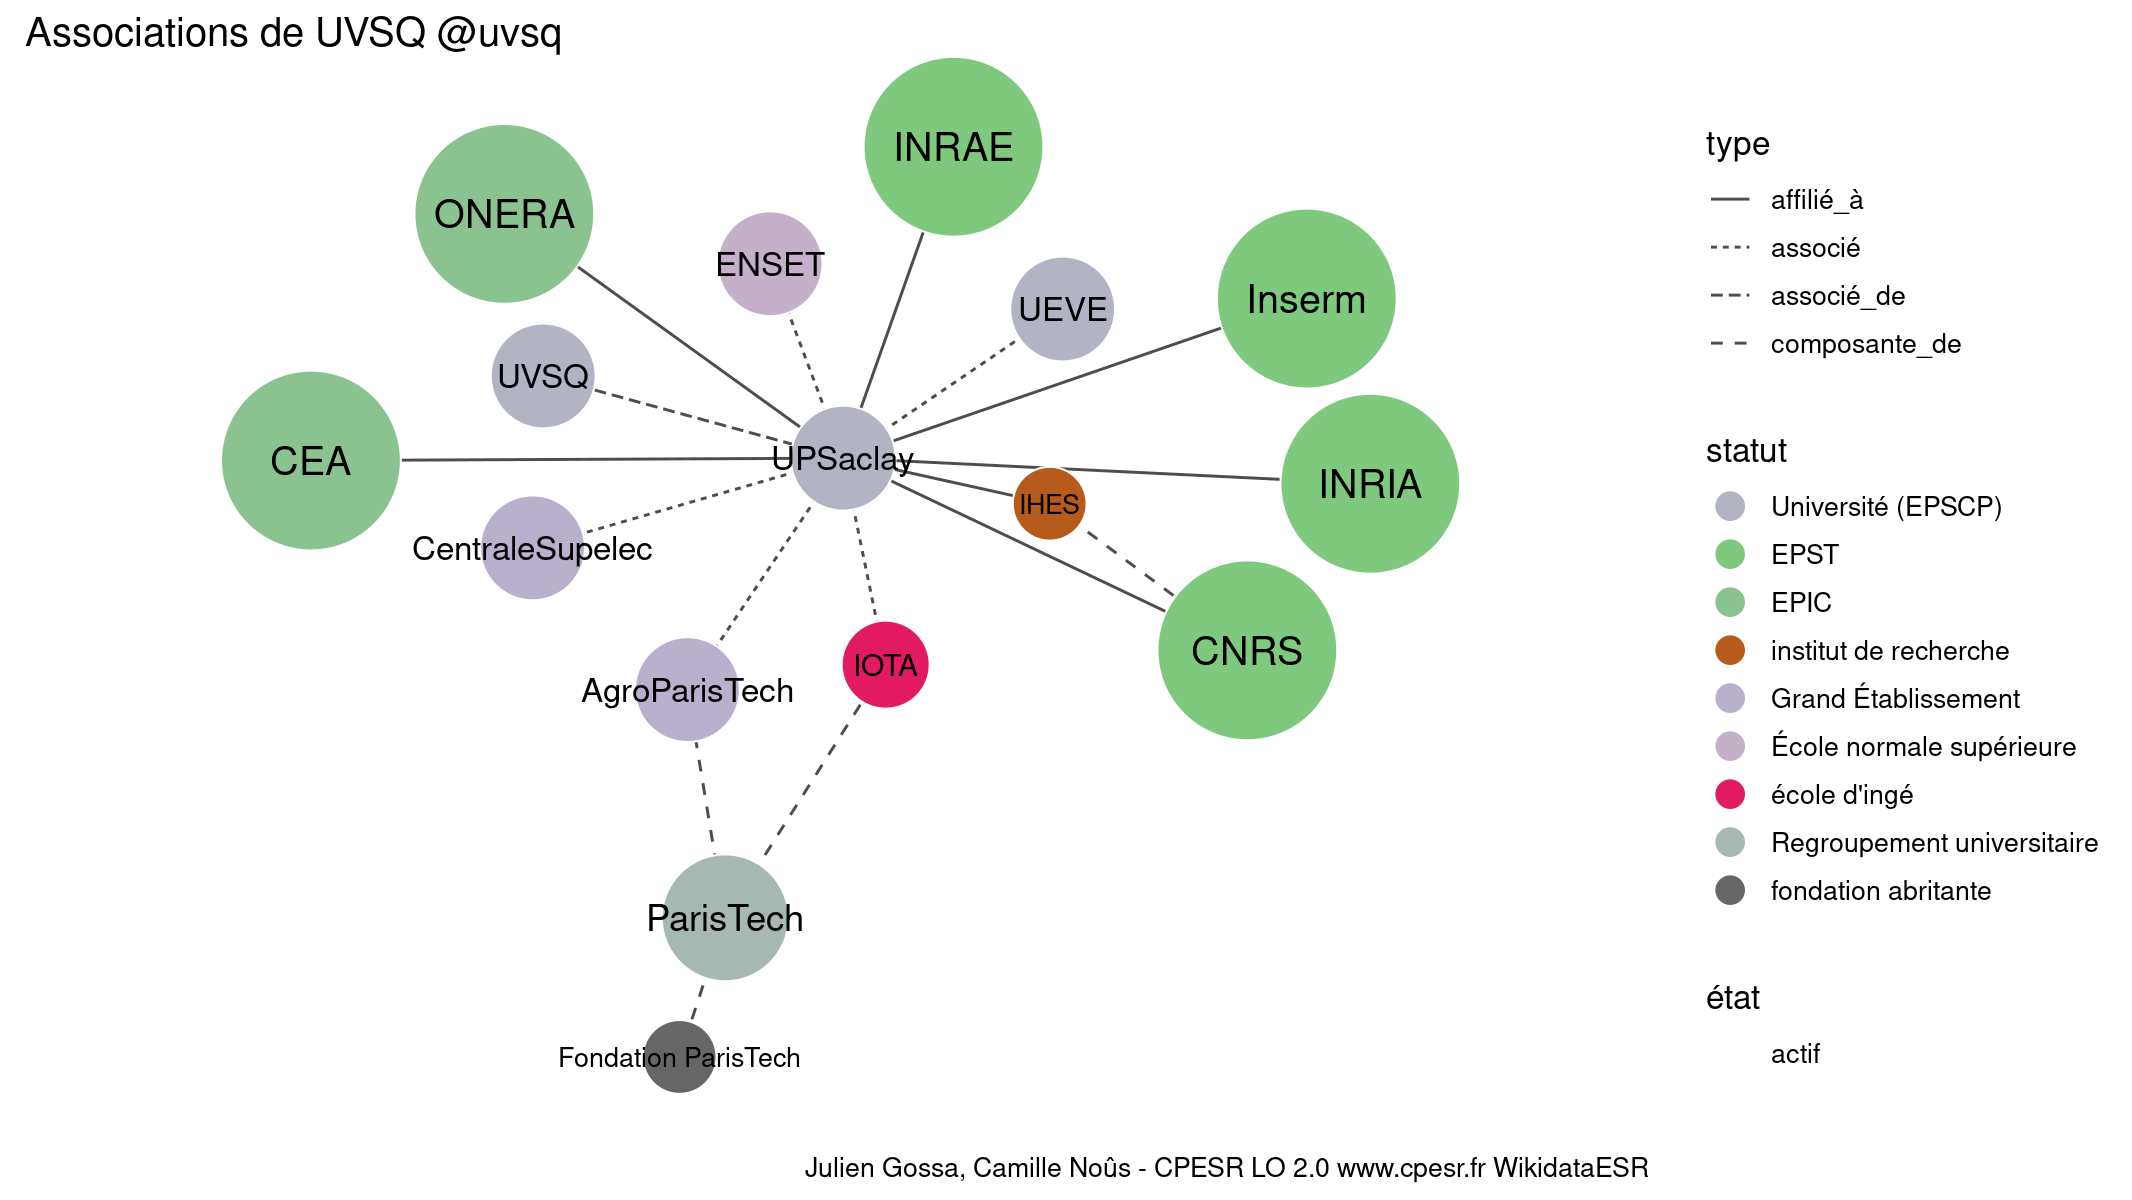 Associations de UVSQ @uvsq
INRAE
ONERA
ENSET
UEVE
Inserm
UVSQ
CEA
UPSaclay
INRIA
IHES
CentraleSupelec
CNRS
AgroParisTech
IOTA
ParisTech
Fondation ParisTech
type
affilié_à
associé
associé_de
composante_de
statut
Université (EPSCP)
EPST
EPIC
institut de recherche
Grand Établissement
École normale supérieure
école d'ingé
Regroupement universitaire
fondation abritante
état
actif
Julien Gossa, Camille Noûs - CPESR LO 2.0 www.cpesr.fr WikidataESR